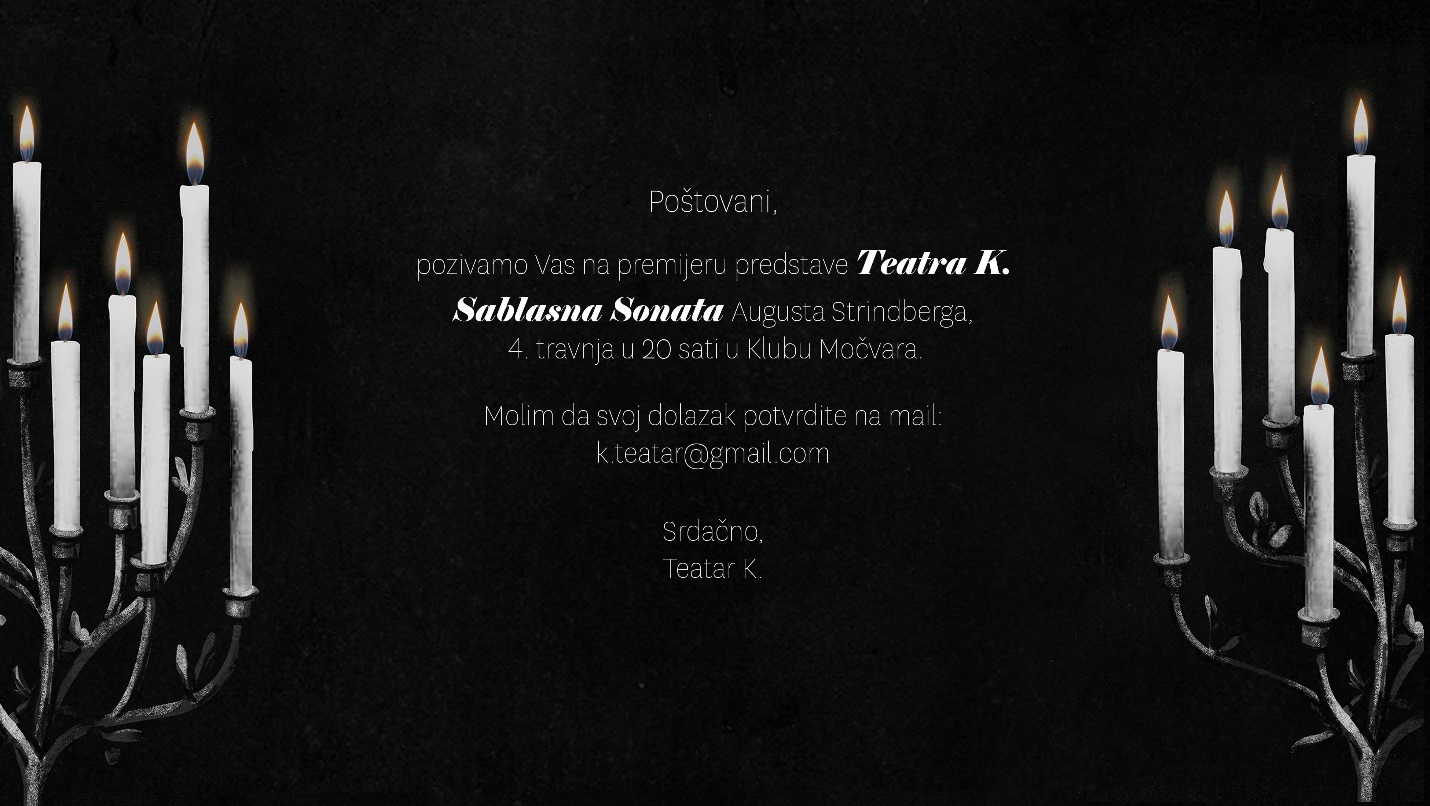 Poštovani,
pozivamo Vas na premijeru predstave Teatra K.
Sablasna Sonata Augusta Strindberga,
4. travnja u 20 sati u Klubu Močvara.
Molim da svoj dolazak potvrdite na mail:
k.teatar@gmail.com
Srdačno,
Teatar K.